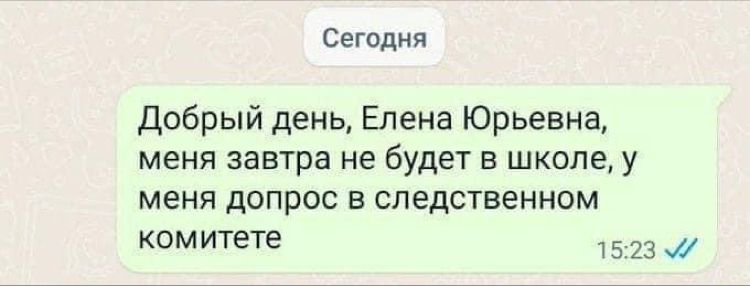 Сегодня
Добрый день, Елена Юрьевна,
меня завтра не будет в школе, у
меня допрос в следственном
комитете
15:23